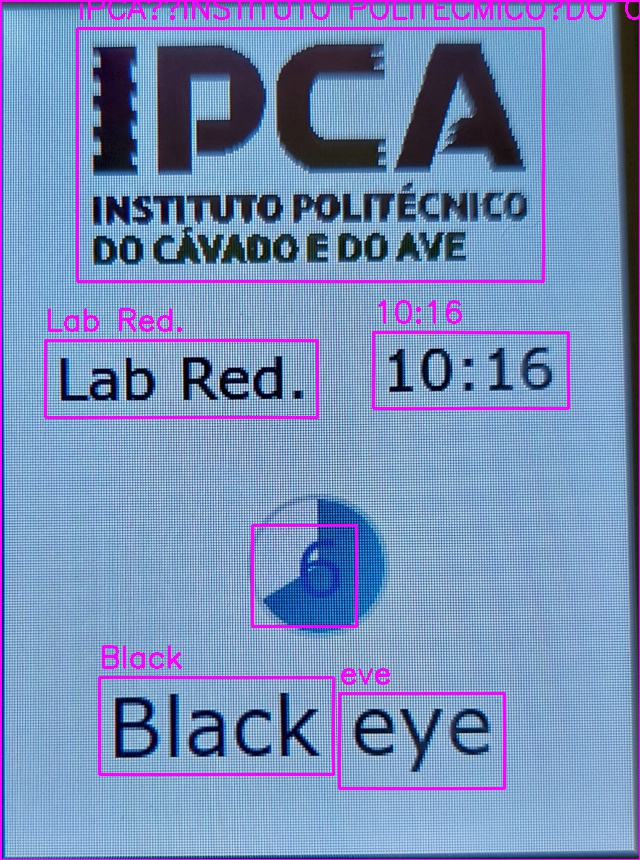 IPCA??INSTITUTO POLITECMICO?DO C
IPCA
INSTITUTO POLITÉCNICO
DO CÁVADO E DO AVE
Lab Red. 10:16
Lab Red. 10:16
6
Black eve
Black eye